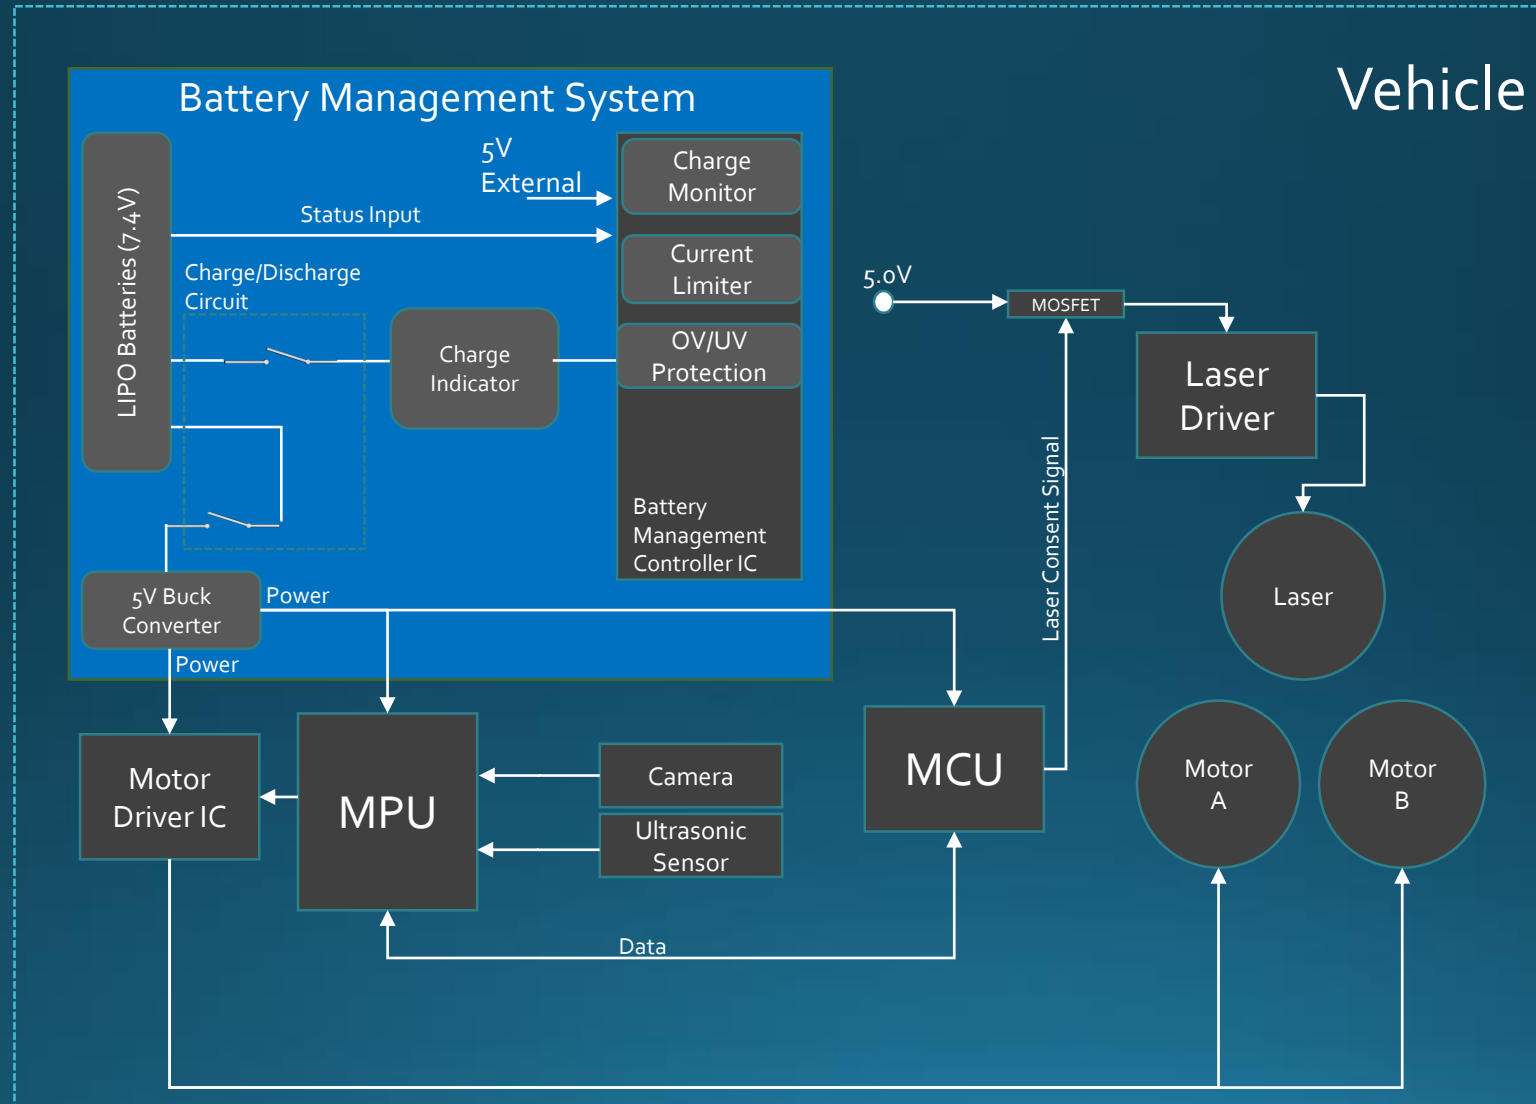 Vehicle
Battery Management System
LIPO Batteries (7.4V)
5V
External
Status Input
Charge/Discharge
Circuit
Charge
Indicator
Charge
Monitor
Current
Limiter
OV/UV
Protection
Battery
Management
Controller IC
5V Buck
Converter
Power
Power
5.0V
MOSFET
Laser
Driver
Laser Consent Signal
Laser
Motor
Driver IC
MPU
Camera
Ultrasonic
Sensor
MCU
Motor
A
Motor
B
Data